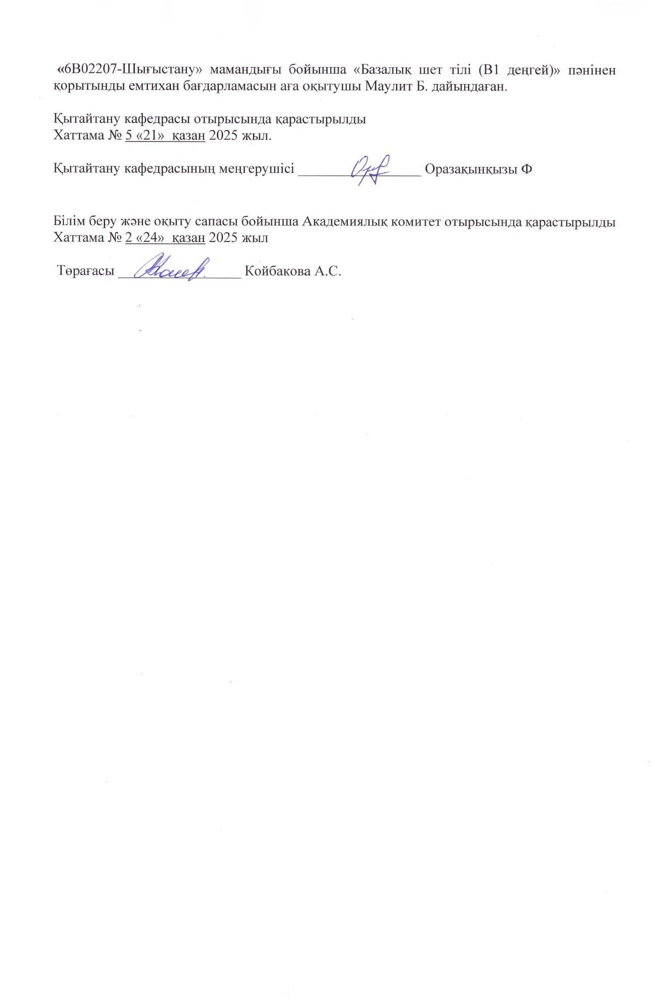 «6В02207-Шығыстану» мамандығы бойынша «Базалық шет тілі (В1 деңгей)» пәнінен
қорытынды емтихан бағдарламасын аға оқытушы Маулит Б. дайындаған.
Қытайтану кафедрасы отырысында қарастырылды
Хаттама № 5 «21» қазан 2025 жыл.
Қытайтану кафедрасының меңгерушісі __________________ Оразақынқызы Ф
Білім беру және оқыту сапасы бойынша Академиялық комитет отырысында қарастырылды
Хаттама № 2 «24» қазан 2025 жыл
Төрағасы __________________ Койбакова А.С.